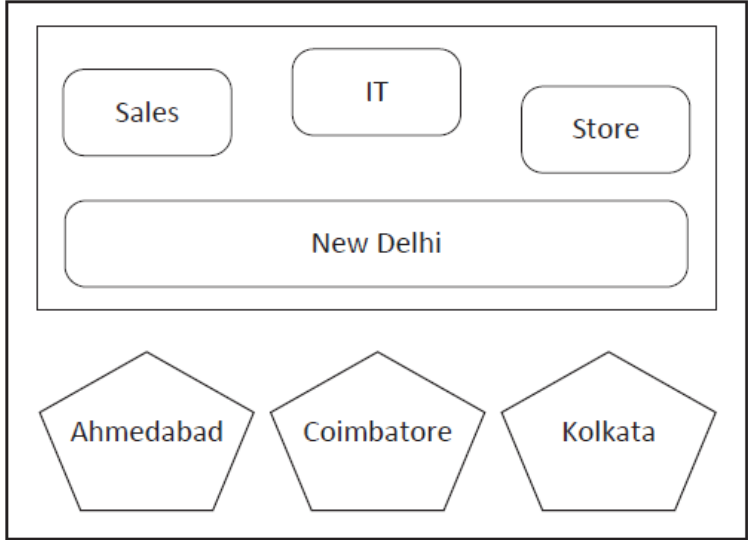 Sales
IT
Store
New Delhi
Ahmedabad
Coimbatore
Kolkata